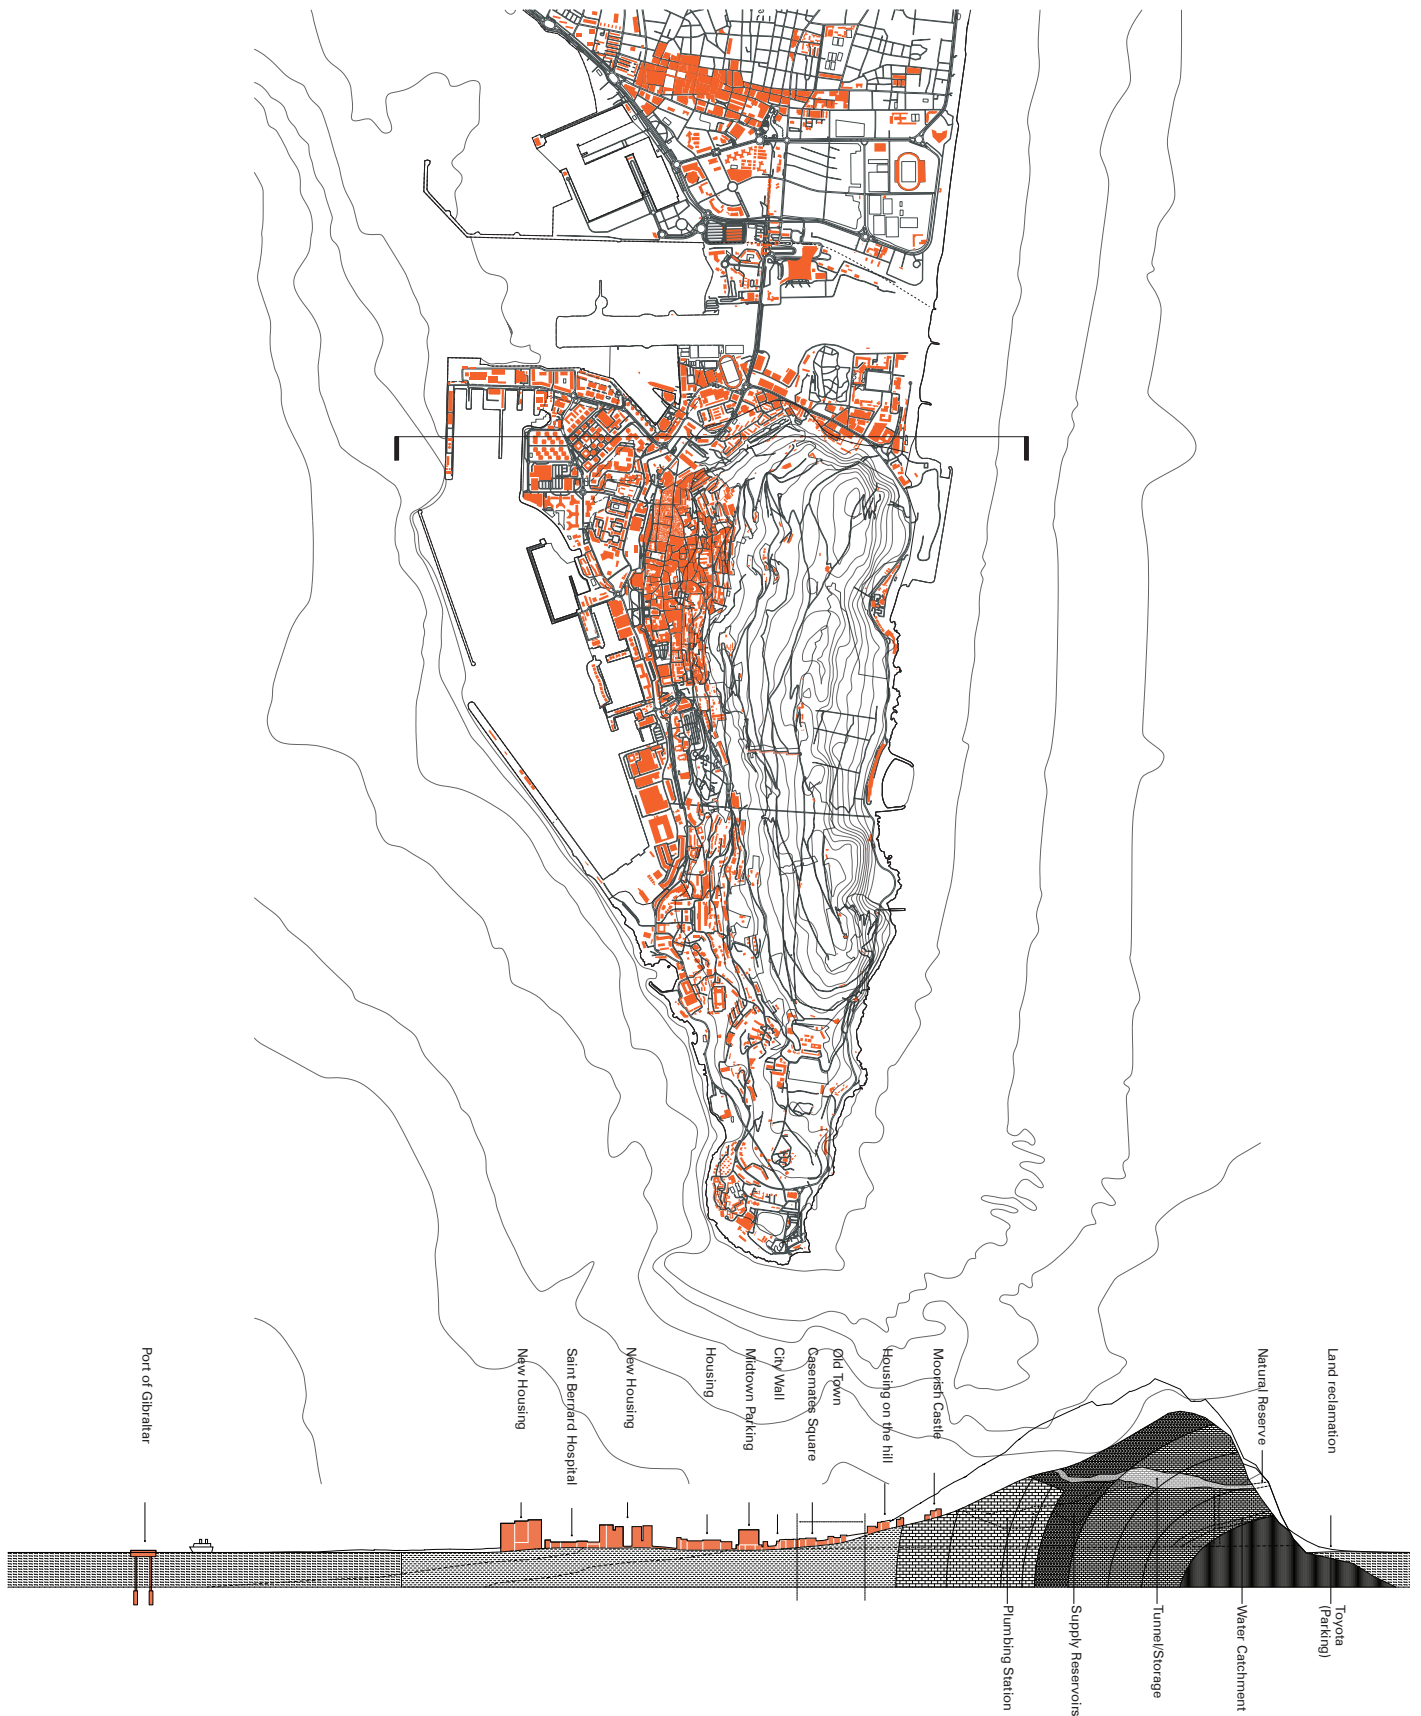 Port of Gibraltar
New Housing
Saint Bernard Hospital
New Housing
Housing
Midtown Parking
City Wall
Casemates Square
Old Town
Housing on the hill
Moorish Castle
Natural Reserve
Land reclamation
Plumbing Station
Supply Reservoirs
Tunnel/Storage
Water Catchment
Toyota
(Parking)